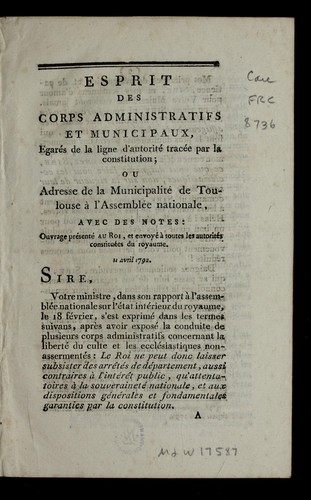 ESPRIT
DES
CORPS ADMINISTRATIFS
ET MUNICIPAUX,
Egarés de la ligne d'autorité tracée par la
constitution;
OU
Adresse de la Municipalité de Tou-
louse à l'Assemblée nationale,
AVEC DES NOTES:
Ouvrage présenté AU ROI, et envoyé à toutes les autorités
constituées du royaume.
11 avril 1792.
SIRE,
Votre ministre, dans son rapport à l'assem-
blée nationale sur l'état intérieur du royaume,
le 18 février, s'est exprimé dans les termes
suivans, après avoir exposé la conduite de
plusieurs corps administratifs concernant la
liberté du culte et les ecclésiastiques non-
assermentés: Le Roi ne peut donc laisser
subsister des arrêtés de département, aussi
contraires à l'intérêt public, qu'attenta-
toires à la souveraineté nationale, et aux
dispositions générales et fondamentales
garanties par la constitution.
A
Case
FRC
8736
17587